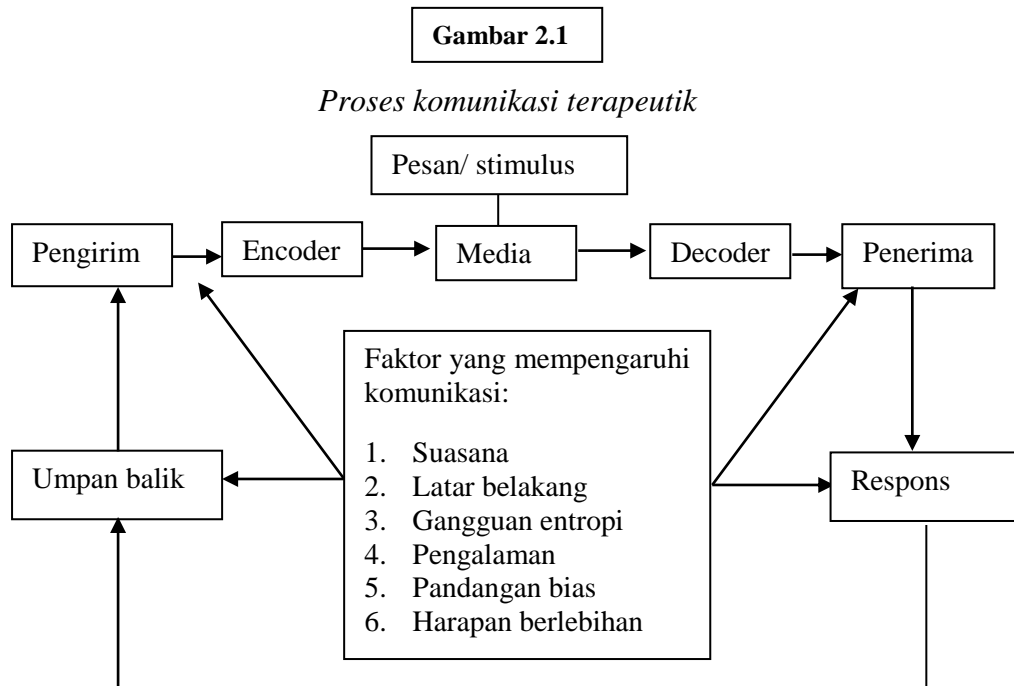 Gambar 2.1
Proses komunikasi terapeutik
Pesan/ stimulus
Pengirim
Encoder
Media
Decoder
Penerima
Faktor yang mempengaruhi
komunikasi:
1. Suasana
2. Latar belakang
3. Gangguan entropi
4. Pengalaman
5. Pandangan bias
6. Harapan berlebihan
Umpan balik
Respons